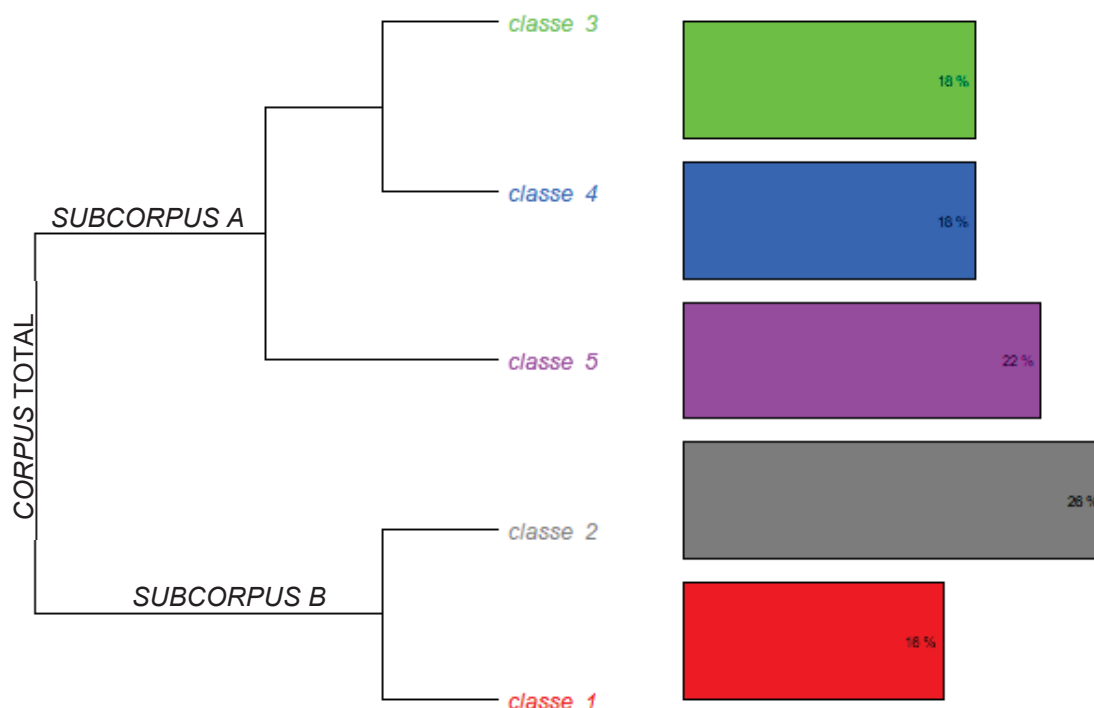 classe 3
18 %
classe 4
18 %
SUBCORPUS A
classe 5
22 %
CORPUS TOTAL
classe 2
26 %
SUBCORPUS B
16 %
classe 1